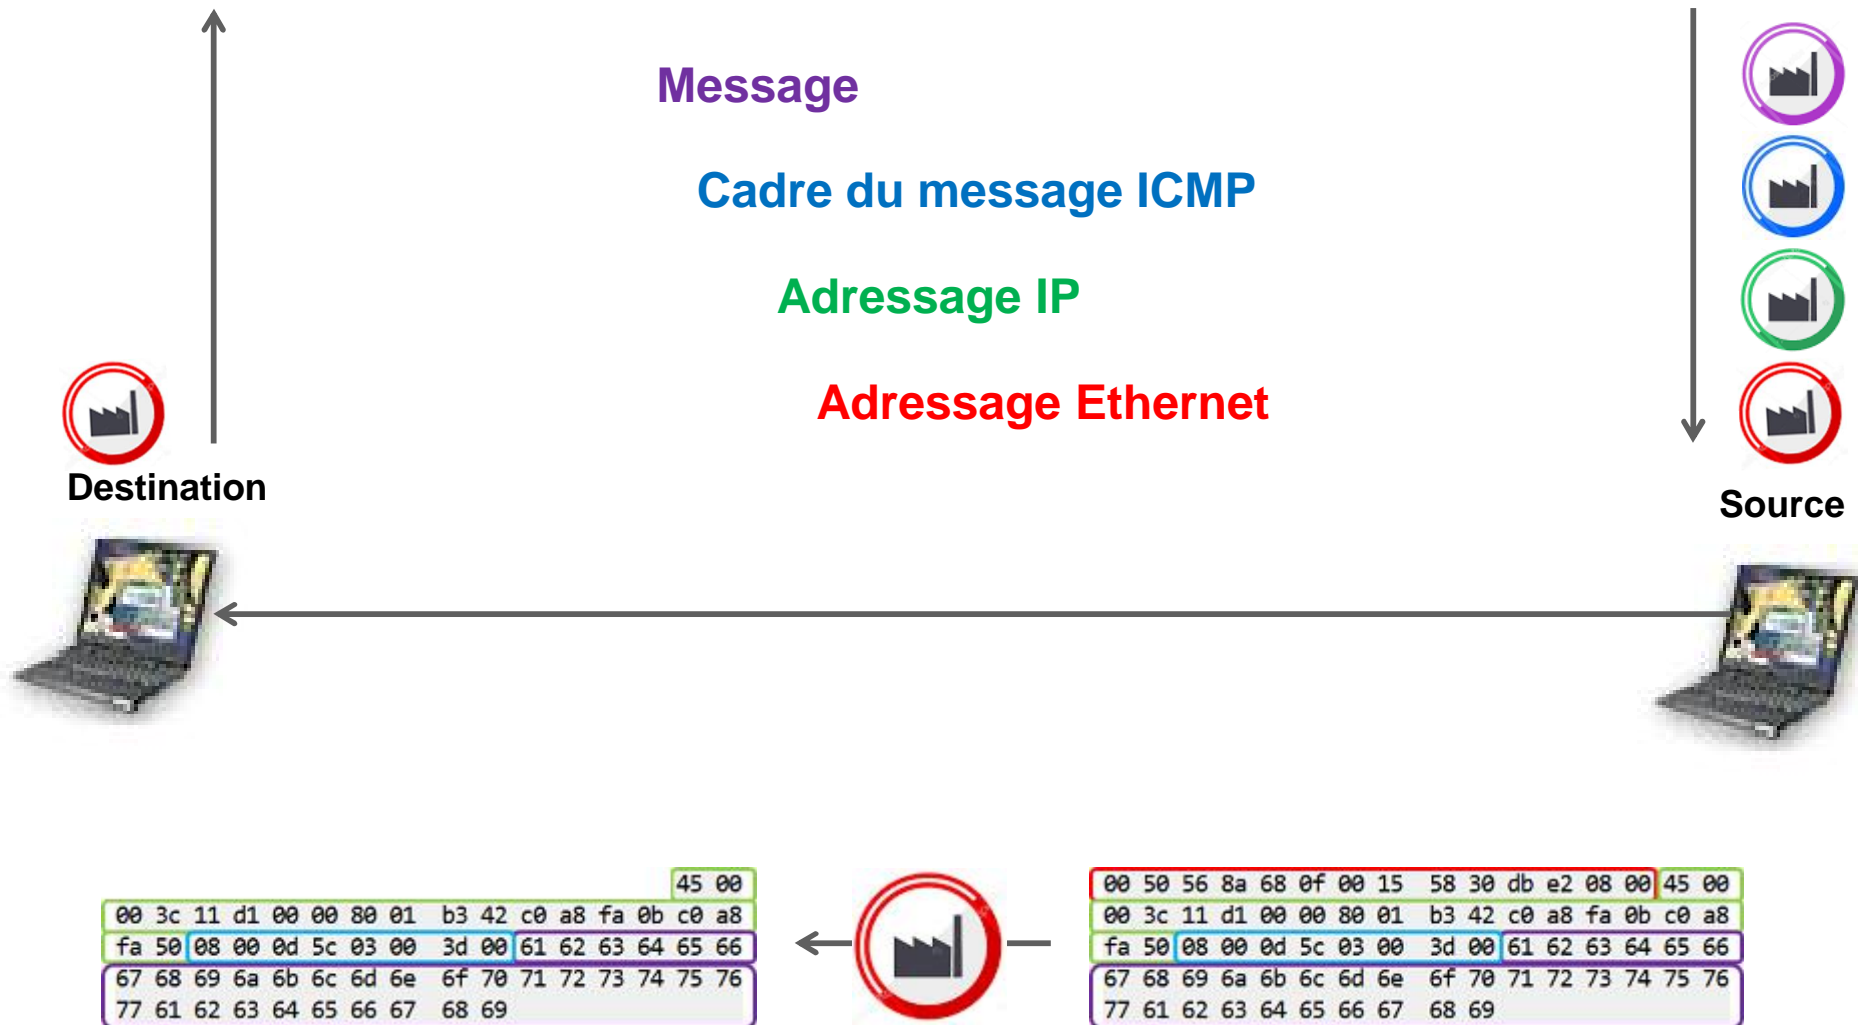 Message
Cadre du message ICMP
Adressage IP
Adressage Ethernet
Destination
Source
45 00
00 3c 11 d1 00 00 80 01 b3 42 c0 a8 fa 0b c0 a8
fa 50 08 00 0d 5c 03 00 3d 00 61 62 63 64 65 66
67 68 69 6a 6b 6c 6d 6e 6f 70 71 72 73 74 75 76
77 61 62 63 64 65 66 67 68 69
00 50 56 8a 68 0f 00 15 58 30 db e2 08 00 45 00
00 3c 11 d1 00 00 80 01 b3 42 c0 a8 fa 0b c0 a8
fa 50 08 00 0d 5c 03 00 3d 00 61 62 63 64 65 66
67 68 69 6a 6b 6c 6d 6e 6f 70 71 72 73 74 75 76
77 61 62 63 64 65 66 67 68 69